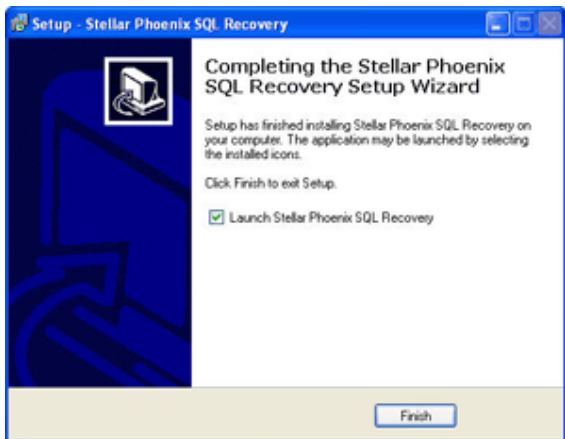 Setup - Stellar Phoenix SQL Recovery
Completing the Stellar Phoenix
SQL Recovery Setup Wizard
Setup has finished installing Stellar Phoenix SQL Recovery on
your computer. The application may be launched by selecting
the installed icons.
Click Finish to exit Setup.
Launch Stellar Phoenix SQL Recovery
Finish